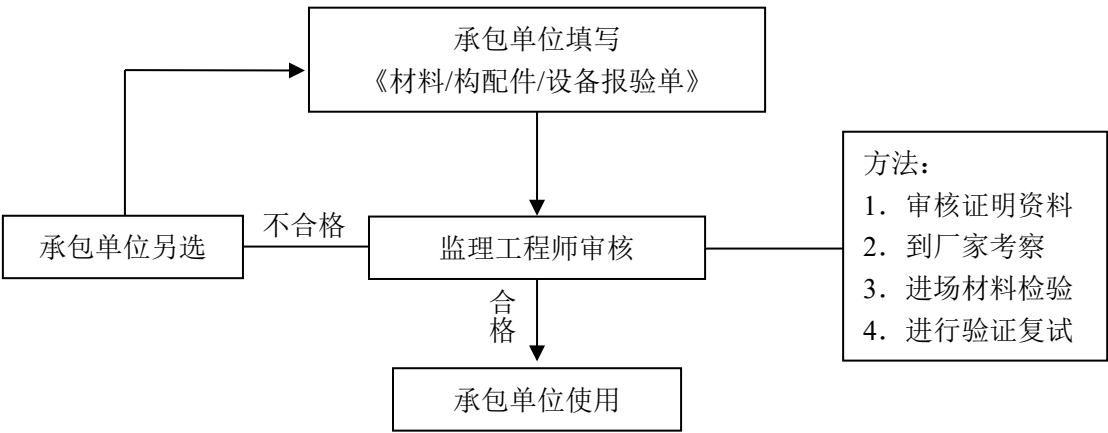 承包单位填写
《材料/构配件/设备报验单》
方法：
1．审核证明资料
2．到厂家考察
3．进场材料检验
4．进行验证复试
承包单位另选
不合格
监理工程师审核
合格
承包单位使用